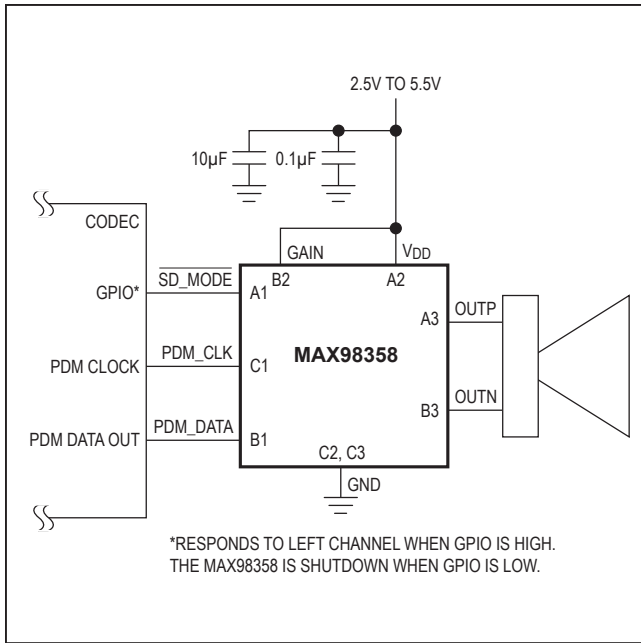 2.5V TO 5.5V
10µF
0.1µF
CODEC
GAIN
VDD
SD_MODE
B2
A2
GPIO*
A1
A3
OUTP
MAX98358
PDM CLOCK
PDM_CLK
C1
OUTN
B3
PDM DATA OUT
PDM_DATA
B1
C2, C3
GND
*RESPONDS TO LEFT CHANNEL WHEN GPIO IS HIGH.
THE MAX98358 IS SHUTDOWN WHEN GPIO IS LOW.